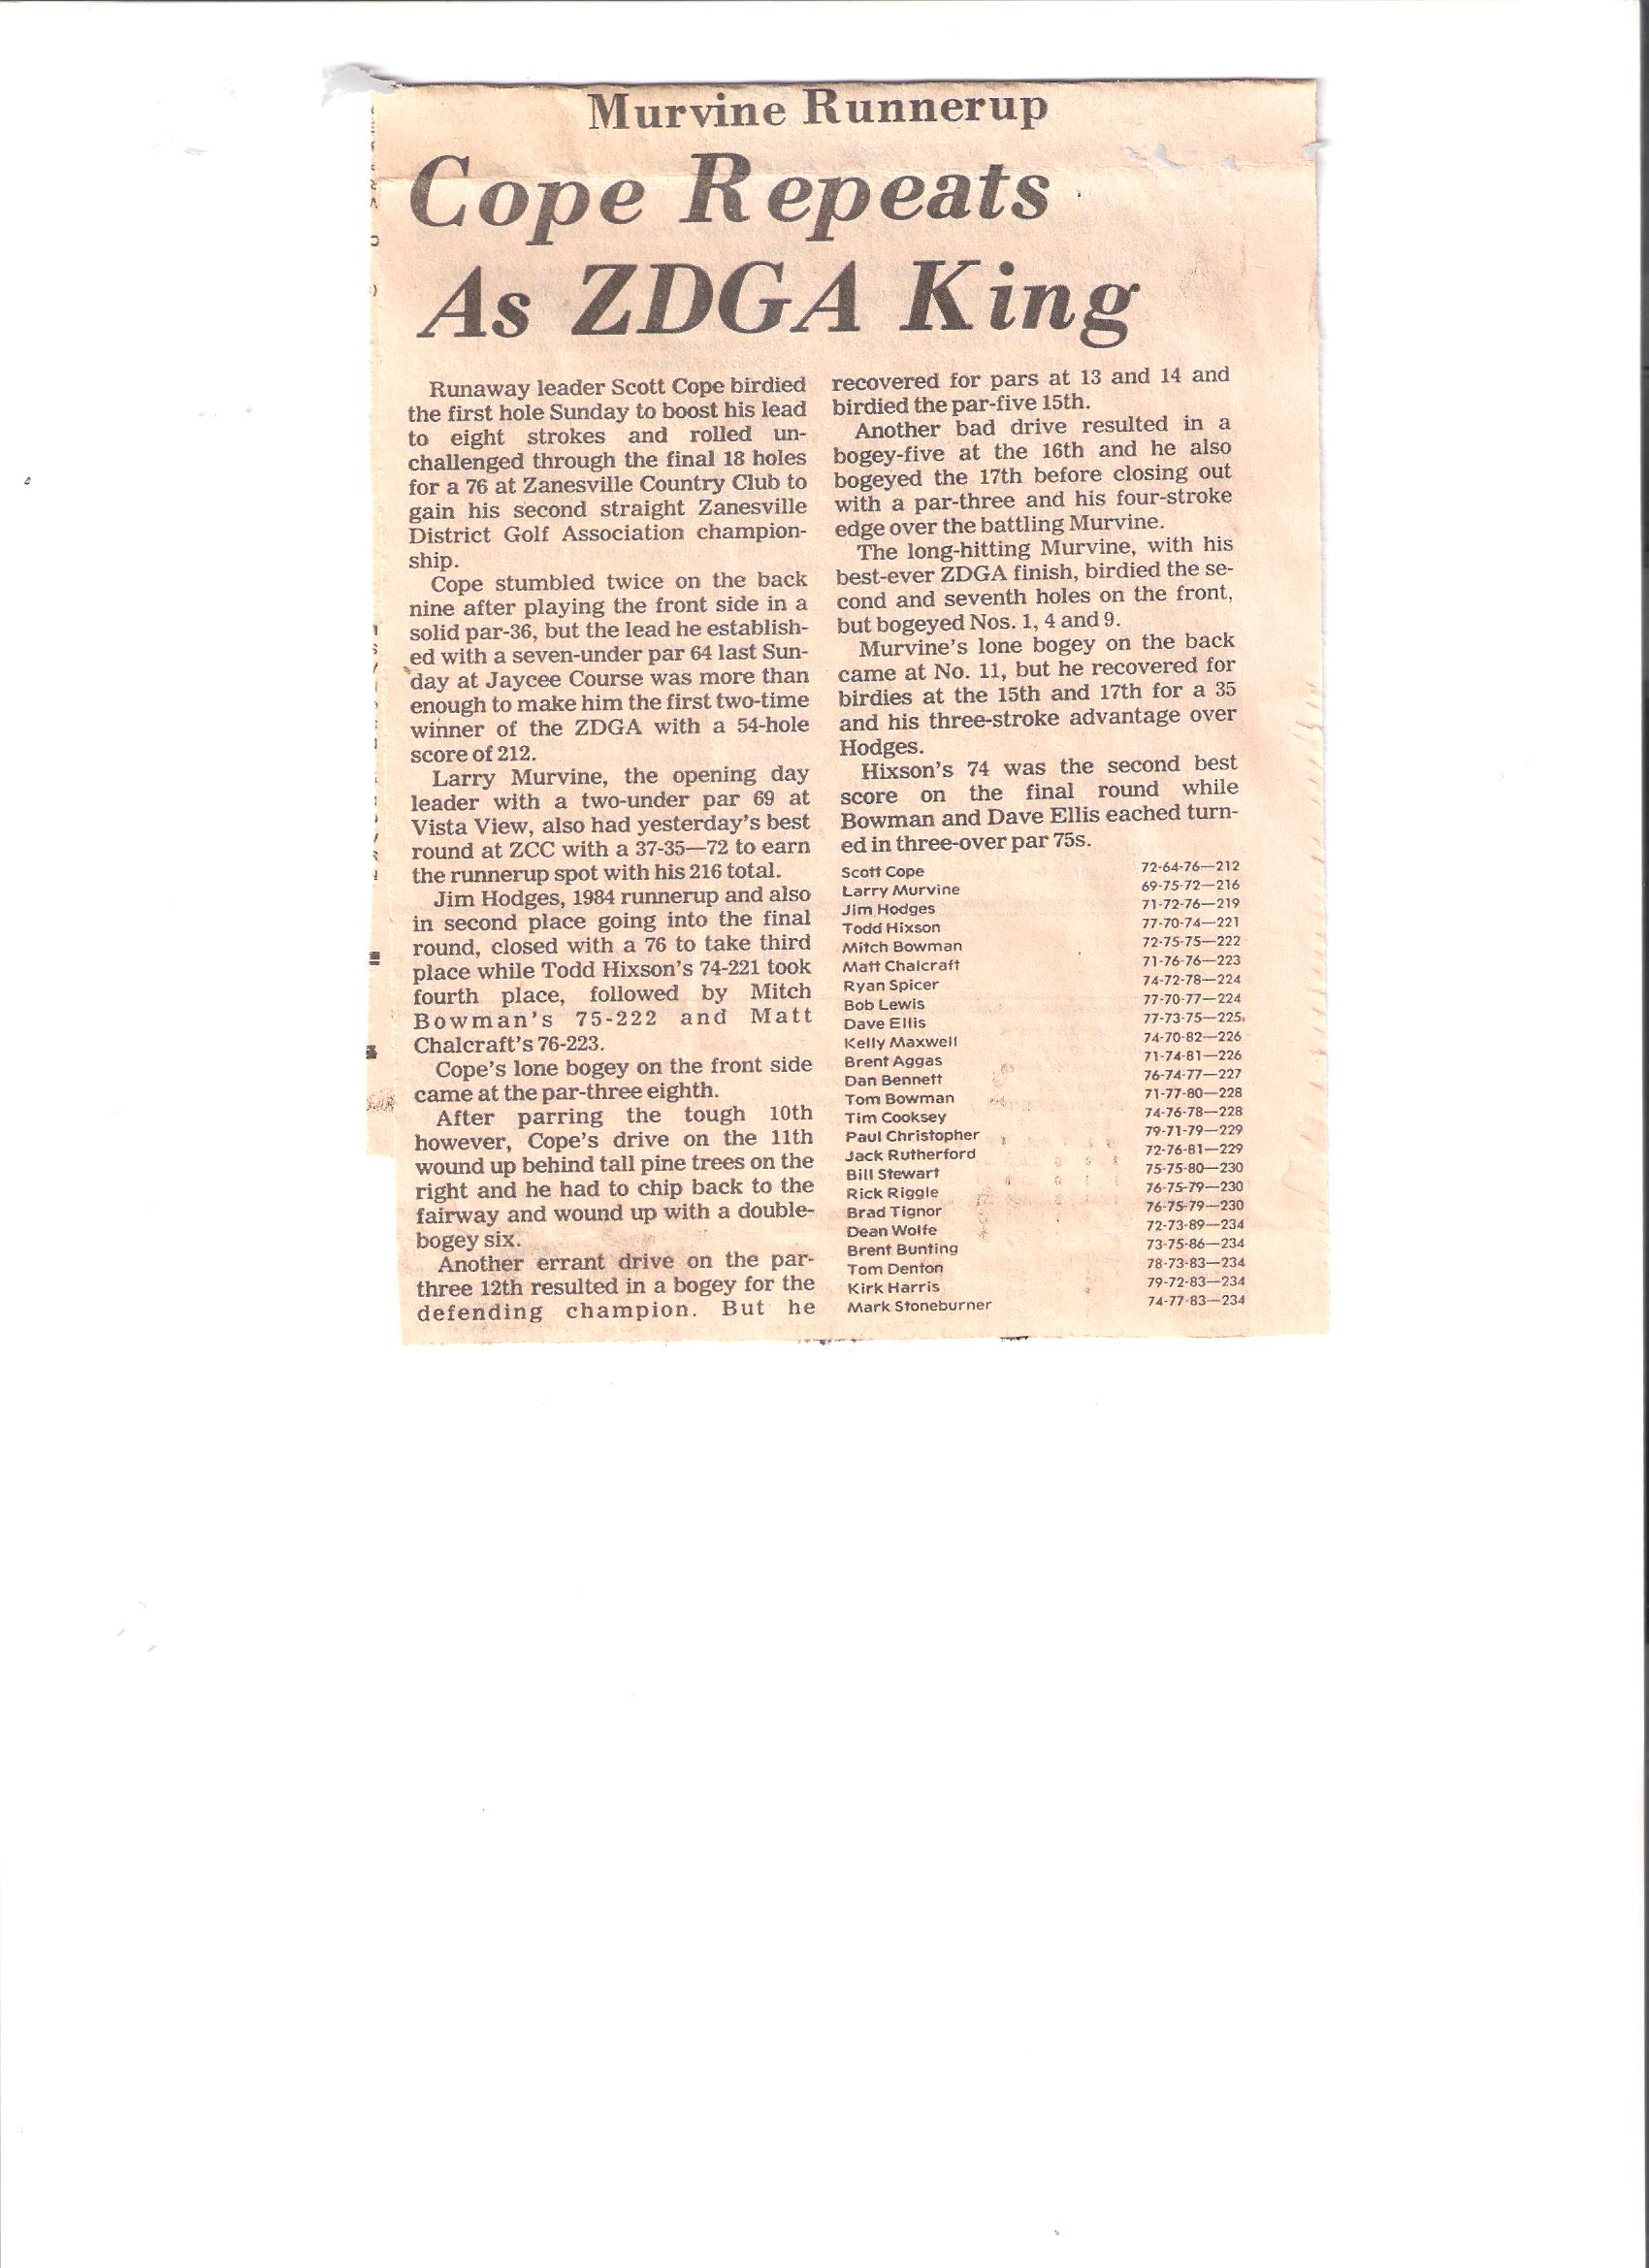 Murvine Runnerup
Cope Repeats
As ZDGA King
Runaway leader Scott Cope birdied
the first hole Sunday to boost his lead
to eight strokes and rolled un-
challenged through the final 18 holes
for a 76 at Zanesville Country Club to
gain his second straight Zanesville
District Golf Association champion-
ship.
Cope stumbled twice on the back
nine after playing the front side in a
solid par-36, but the lead he establish-
ed with a seven-under par 64 last Sun-
day at Jaycee Course was more than
enough to make him the first two-time
winner of the ZDGA with a 54-hole
score of 212.
Larry Murvine, the opening day
leader with a two-under par 69 at
Vista View, also had yesterday's best
round at ZCC with a 37-35—72 to earn
the runnerup spot with his 216 total.
Jim Hodges, 1984 runnerup and also
in second place going into the final
round, closed with a 76 to take third
place while Todd Hixson's 74-221 took
fourth place, followed by Mitch
Bowman's 75-222 and Matt
Chalcraft's 76-223.
Cope's lone bogey on the front side
came at the par-three eighth.
After parring the tough 10th
however, Cope's drive on the 11th
wound up behind tall pine trees on the
right and he had to chip back to the
fairway and wound up with a double-
bogey six.
Another errant drive on the par-
three 12th resulted in a bogey for the
defending champion. But he
recovered for pars at 13 and 14 and
birdied the par-five 15th.
Another bad drive resulted in a
bogey-five at the 16th and he also
bogeyed the 17th before closing out
with a par-three and his four-stroke
edge over the battling Murvine.
The long-hitting Murvine, with his
best-ever ZDGA finish, birdied the se-
cond and seventh holes on the front,
but bogeyed Nos. 1, 4 and 9.
Murvine's lone bogey on the back
came at No. 11, but he recovered for
birdies at the 15th and 17th for a 35
and his three-stroke advantage over
Hodges.
Hixson's 74 was the second best
score on the final round while
Bowman and Dave Ellis eached turn-
ed in three-over par 75s.
Scott Cope 72-64-76—212
Larry Murvine 69-75-72—216
Jim Hodges 71-72-76—219
Todd Hixson 77-70-74—221
Mitch Bowman 72-75-75—222
Matt Chalcraft 71-76-76—223
Ryan Spicer 74-72-78—224
Bob Lewis 77-70-77—224
Dave Ellis 77-73-75—225
Kelly Maxwell 74-70-82—226
Brent Aggas 71-74-81—226
Dan Bennett 76-74-77—227
Tom Bowman 71-77-80—228
Tim Cooksey 74-76-78—228
Paul Christopher 79-71-79—229
Jack Rutherford 72-76-81—229
Bill Stewart 75-75-80—230
Rick Riggle 76-75-79—230
Brad Tignor 76-75-79—230
Dean Wolfe 72-73-89—234
Brent Bunting 73-75-86—234
Tom Denton 78-73-83—234
Kirk Harris 79-72-83—234
Mark Stoneburner 74-77-83—234